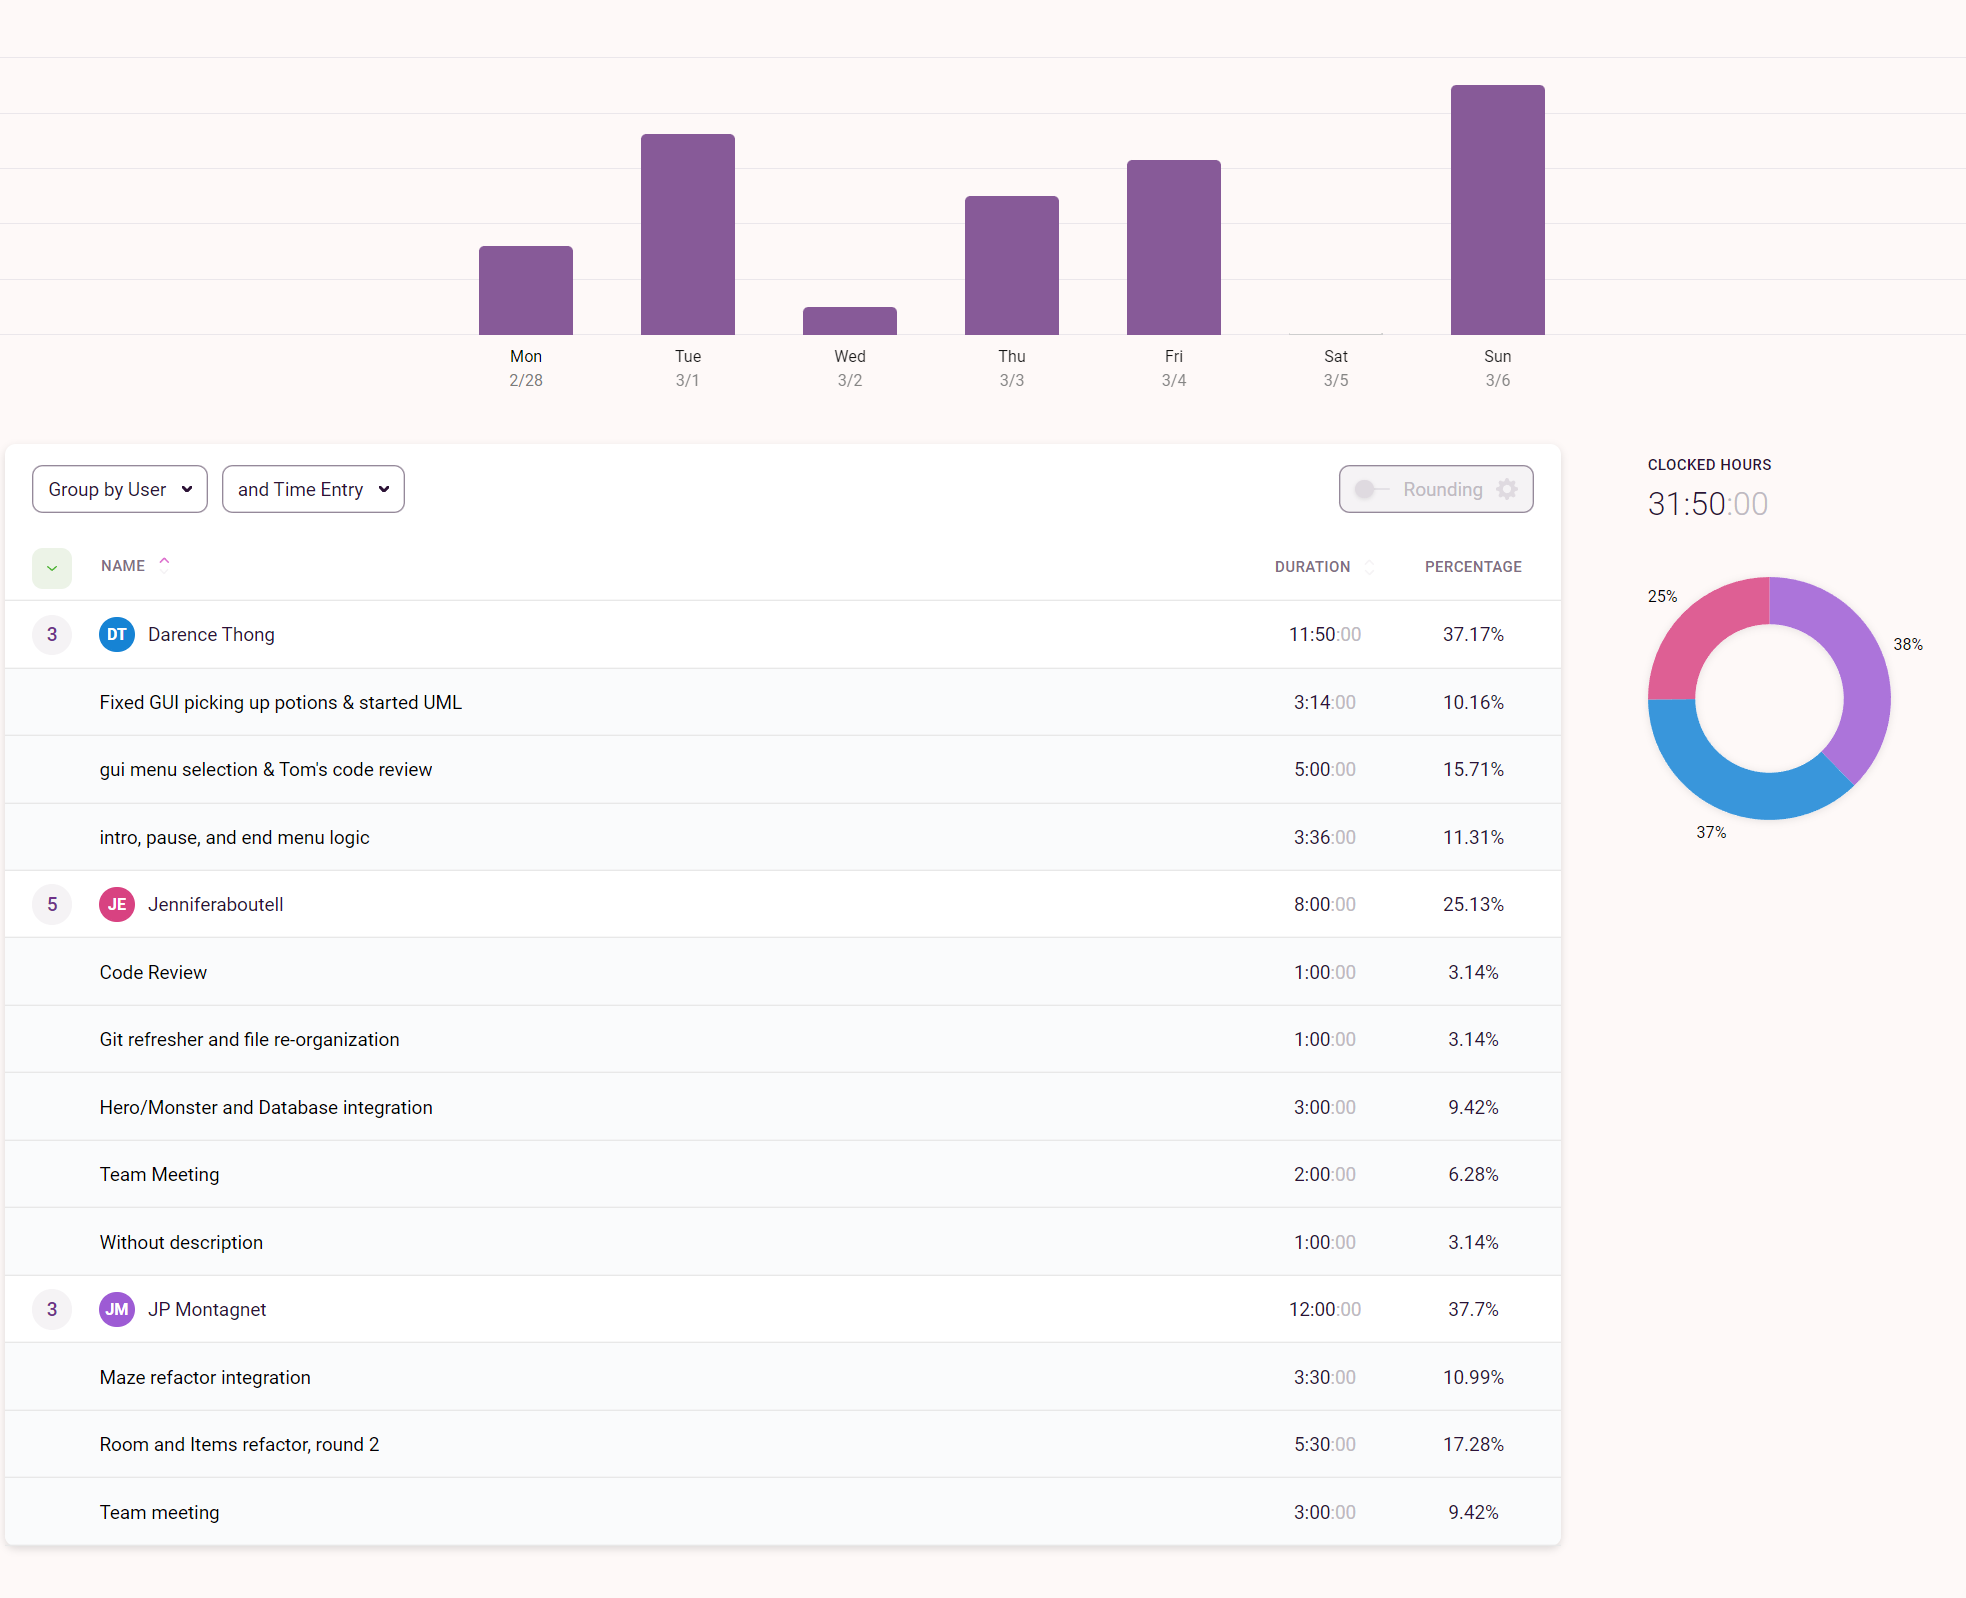 Mon Tue Wed Thu Fri Sat Sun
2/28 3/1 3/2 3/3 3/4 3/5 3/6
Group by User and Time Entry Rounding
NAME DURATION PERCENTAGE
3 DT Darence Thong 11:50:00 37.17%
Fixed GUI picking up potions & started UML 3:14:00 10.16%
gui menu selection & Tom's code review 5:00:00 15.71%
intro, pause, and end menu logic 3:36:00 11.31%
5 JE Jenniferaboutell 8:00:00 25.13%
Code Review 1:00:00 3.14%
Git refresher and file re-organization 1:00:00 3.14%
Hero/Monster and Database integration 3:00:00 9.42%
Team Meeting 2:00:00 6.28%
Without description 1:00:00 3.14%
3 JM JP Montagnet 12:00:00 37.7%
Maze refactor integration 3:30:00 10.99%
Room and Items refactor, round 2 5:30:00 17.28%
Team meeting 3:00:00 9.42%
CLOCKED HOURS
31:50:00
25%
38%
37%